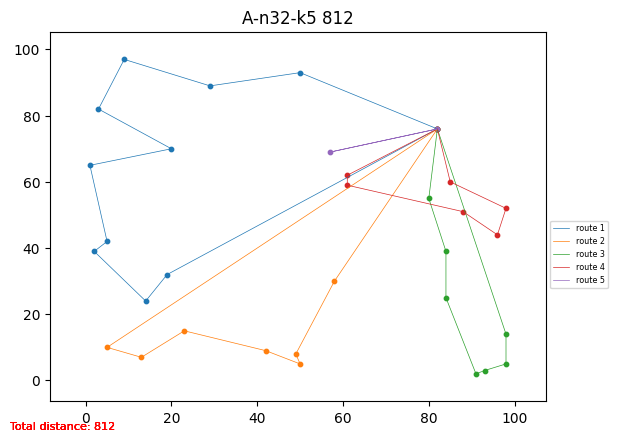 A-n32-k5 812
100
80
60
40
20
0
0 20 40 60 80 100
route 1
route 2
route 3
route 4
route 5
Total distance: 812